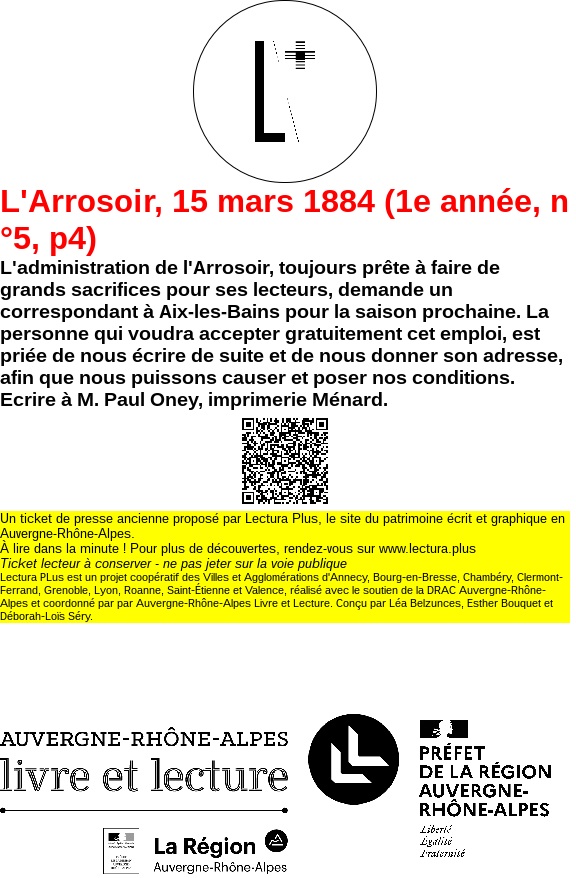 L+
L'Arrosoir, 15 mars 1884 (1e année, n
°5, p4)
L'administration de l'Arrosoir, toujours prête à faire de
grands sacrifices pour ses lecteurs, demande un
correspondant à Aix-les-Bains pour la saison prochaine. La
personne qui voudra accepter gratuitement cet emploi, est
priée de nous écrire de suite et de nous donner son adresse,
afin que nous puissons causer et poser nos conditions.
Ecrire à M. Paul Oney, imprimerie Ménard.
Un ticket de presse ancienne proposé par Lectura Plus, le site du patrimoine écrit et graphique en
Auvergne-Rhône-Alpes.
À lire dans la minute ! Pour plus de découvertes, rendez-vous sur www.lectura.plus
Ticket lecteur à conserver - ne pas jeter sur la voie publique
Lectura PLus est un projet coopératif des Villes et Agglomérations d'Annecy, Bourg-en-Bresse, Chambéry, Clermont-
Ferrand, Grenoble, Lyon, Roanne, Saint-Étienne et Valence, réalisé avec le soutien de la DRAC Auvergne-Rhône-
Alpes et coordonné par par Auvergne-Rhône-Alpes Livre et Lecture. Conçu par Léa Belzunces, Esther Bouquet et
Déborah-Loïs Séry.
AUVERGNE-RHÔNE-ALPES
livre et lecture
PRÉFET
DE LA RÉGION
AUVERGNE-
RHÔNE-ALPES
Liberté
Égalité
Fraternité
La Région
Auvergne-Rhône-Alpes